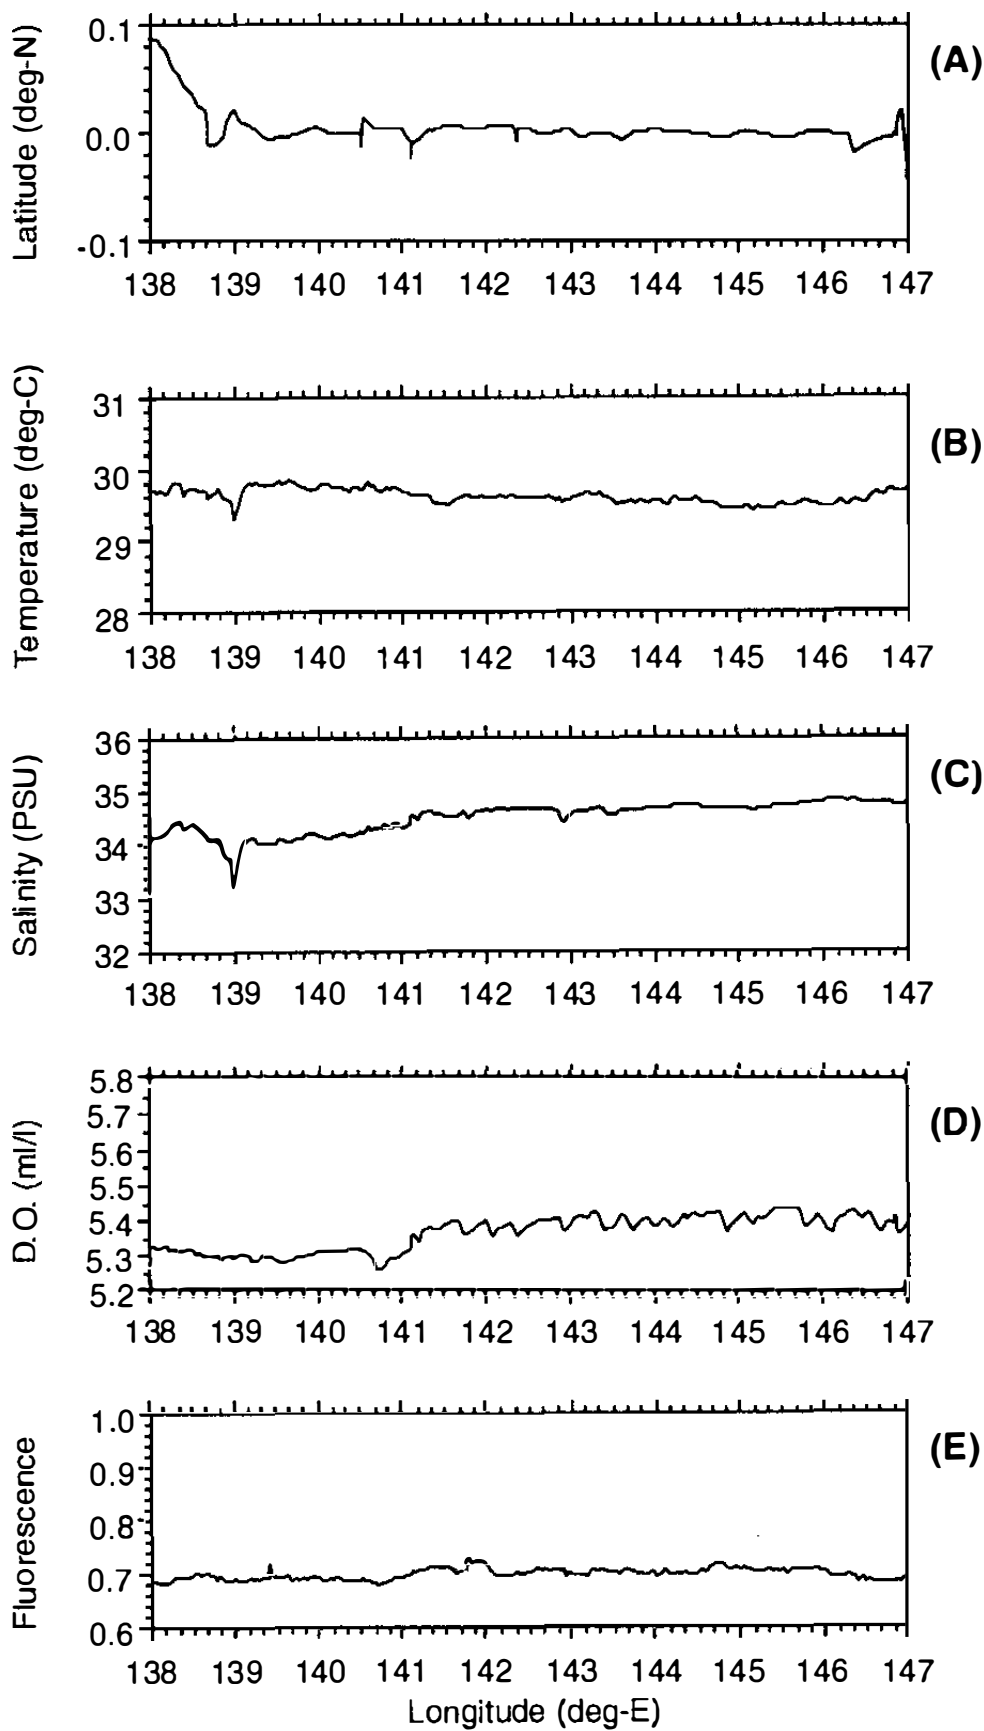 Latitude (deg-N)
0.1
0.0
-0.1
138 139 140 141 142 143 144 145 146 147
(A)
Temperature (deg-C)
31
30
29
28
138 139 140 141 142 143 144 145 146 147
(B)
Salinity (PSU)
36
35
34
33
32
138 139 140 141 142 143 144 145 146 147
(C)
D.O. (ml/l)
5.8
5.7
5.6
5.5
5.4
5.3
5.2
138 139 140 141 142 143 144 145 146 147
(D)
Fluorescence
1.0
0.9
0.8
0.7
0.6
138 139 140 141 142 143 144 145 146 147
(E)
Longitude (deg-E)